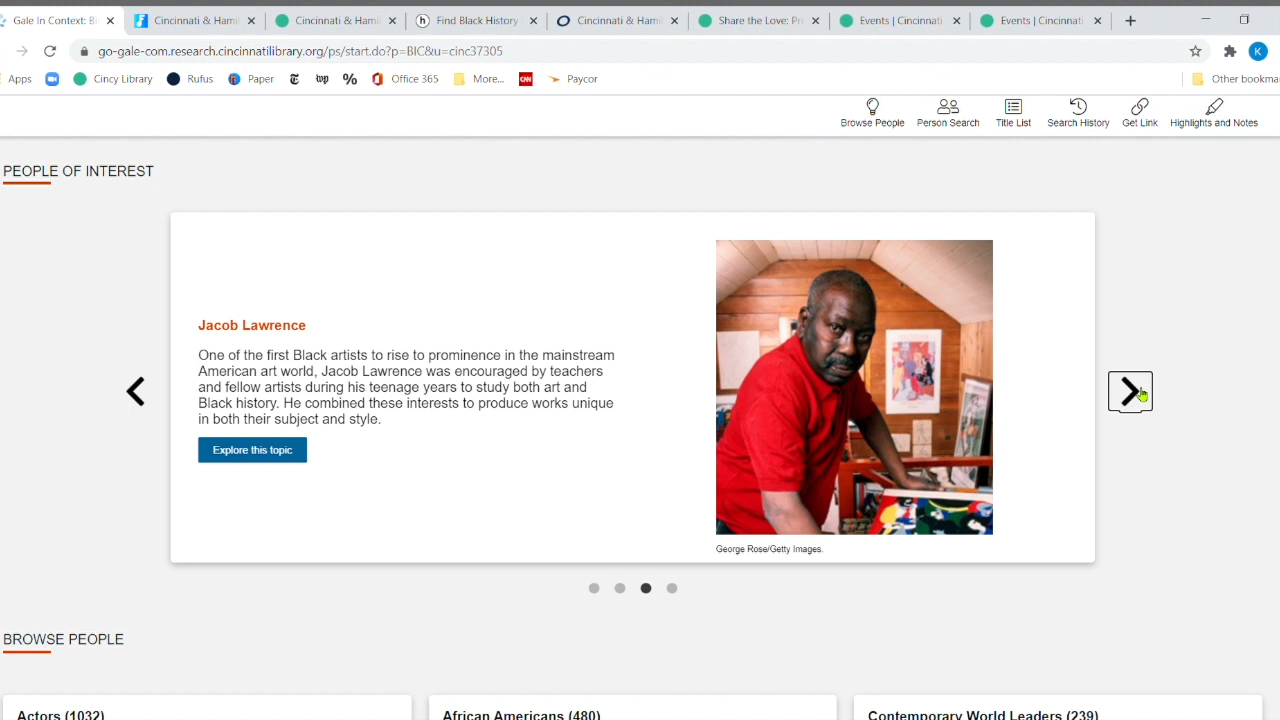 Gale In Context: Bi
Cincinnati & Hamil
Cincinnati & Hami
Find Black History
Cincinnati & Hami
Share the Love: Pri
Events | Cincinnati
Events | Cincinnati
go-gale-com.research.cincinnatilibrary.org/ps/start.do?p=BIC&u=cinc37305
K
Apps
Cincy Library
Rufus
Paper
wp
%
Office 365
More...
CNN
Paycor
Other bookma
Browse People
Person Search
Title List
Search History
Get Link
Highlights and Notes
PEOPLE OF INTEREST
Jacob Lawrence
One of the first Black artists to rise to prominence in the mainstream
American art world, Jacob Lawrence was encouraged by teachers
and fellow artists during his teenage years to study both art and
Black history. He combined these interests to produce works unique
in both their subject and style.
Explore this topic
George Rose/Getty Images.
BROWSE PEOPLE
Actors (1032)
African Americans (480)
Contemporary World Leaders (239)